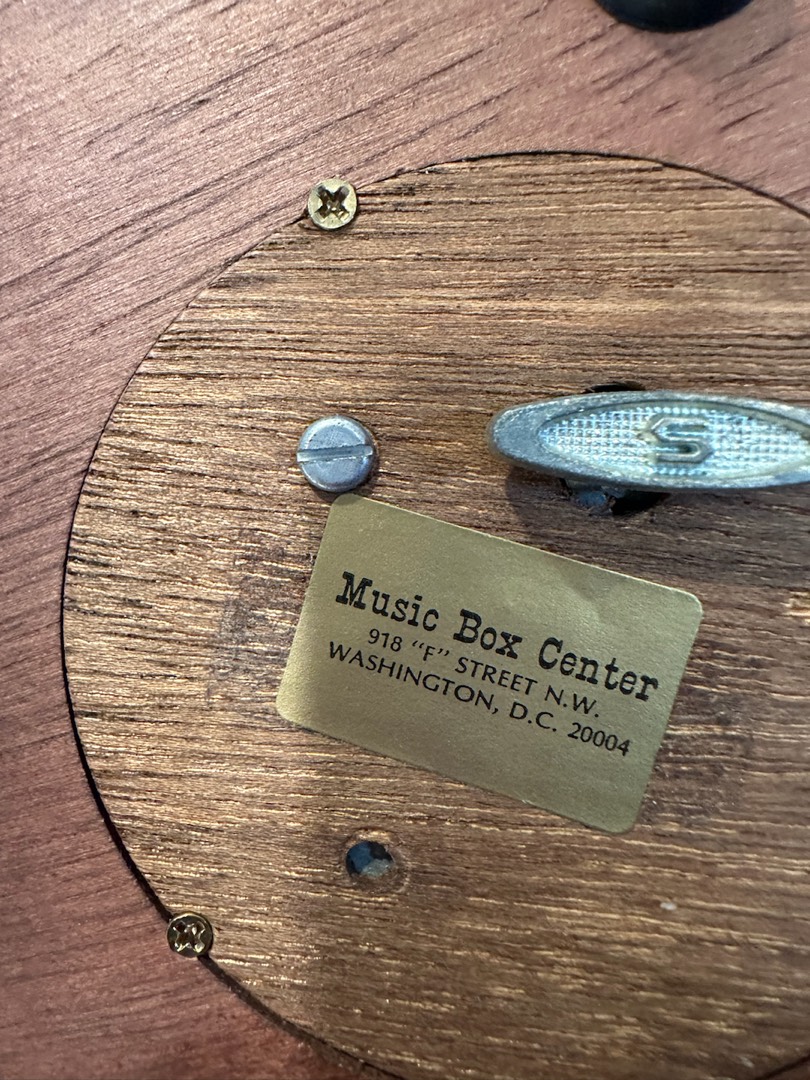 S
Music Box Center
918 “F” STREET N.W.
WASHINGTON, D.C. 20004